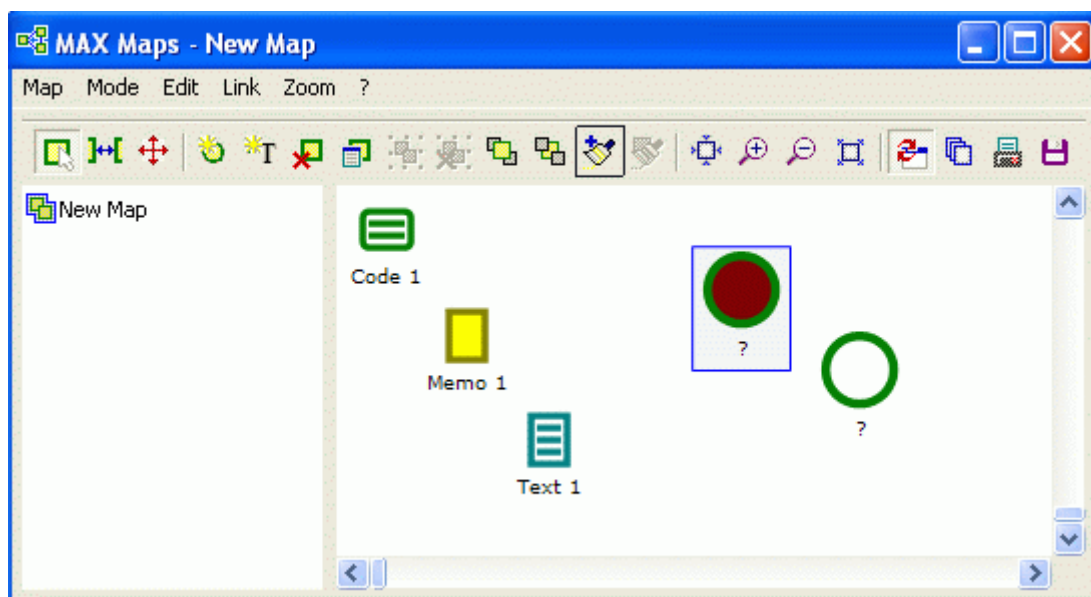 MAX Maps - New Map
Map Mode Edit Link Zoom ?
T
New Map
Code 1
?
Memo 1
?
Text 1